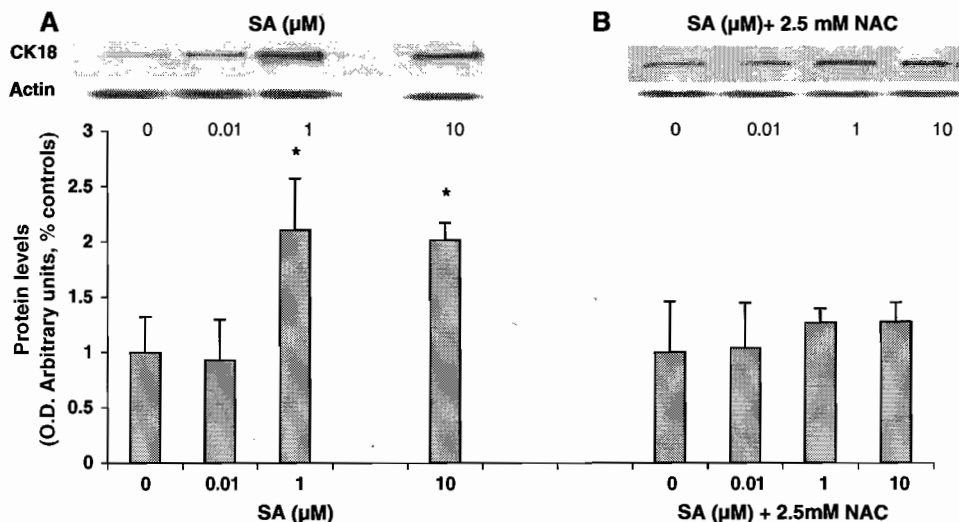 A
SA (µM)
CK18
Actin
0 0.01 1 10
B
SA (µM)+ 2.5 mM NAC
0 0.01 1 10
Protein levels
(O.D. Arbitrary units, % controls)
3
2.5
2
1.5
1
0.5
0
*
*
0 0.01 1 10
SA (µM)
0 0.01 1 10
SA (µM) + 2.5mM NAC